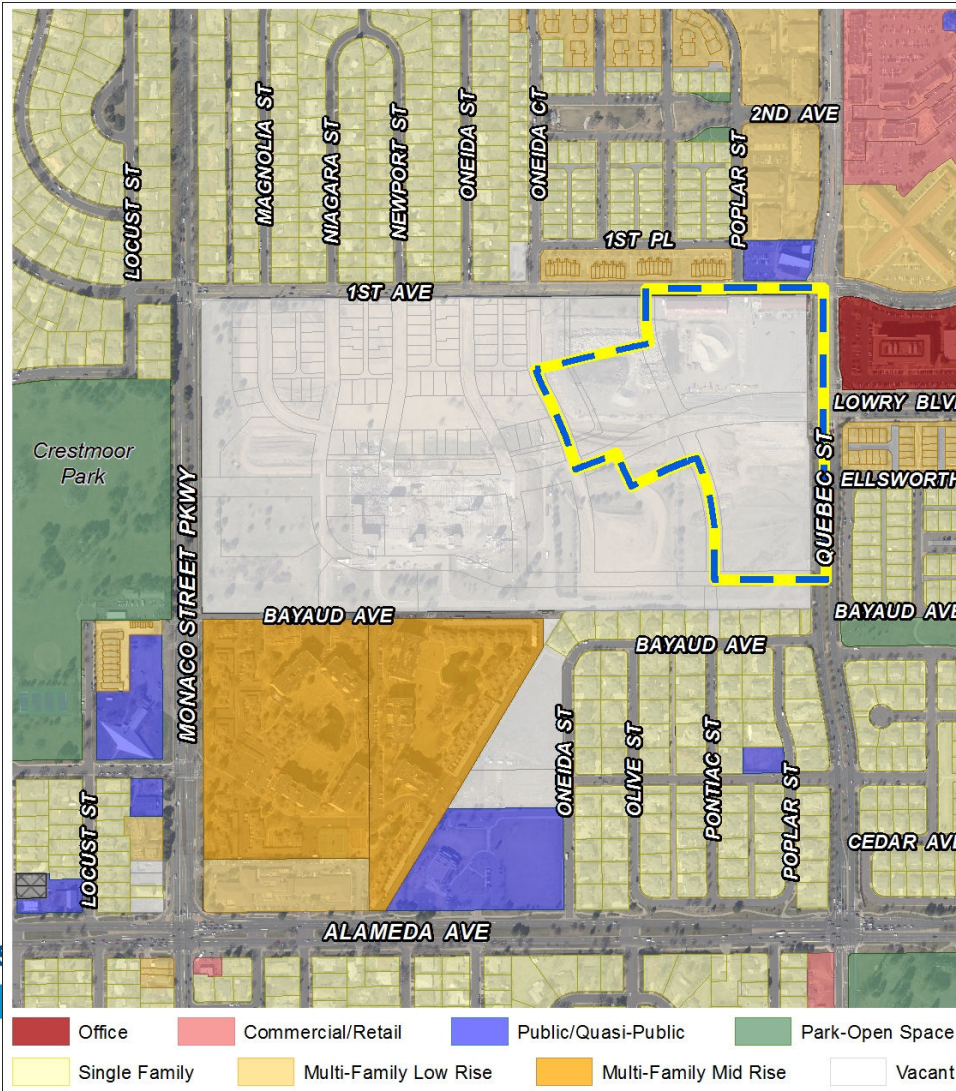 2ND AVE
LOCUST ST
MAGNOLIA ST
NIAGARA ST
NEWPORT ST
ONEIDA ST
ONEIDA CT
POPLAR ST
1ST PL
1ST AVE
LOWRY BLV
Crestmoor
Park
MONACO STREET PKWY
QUEBEC ST
ELLSWORTH
BAYAUD AVE
BAYAUD AVE
BAYAUD AVE
LOCUST ST
ONEIDA ST
OLIVE ST
PONTIAC ST
POPLAR ST
CEDAR AVE
ALAMEDA AVE
Office
Commercial/Retail
Public/Quasi-Public
Park-Open Space
Single Family
Multi-Family Low Rise
Multi-Family Mid Rise
Vacant